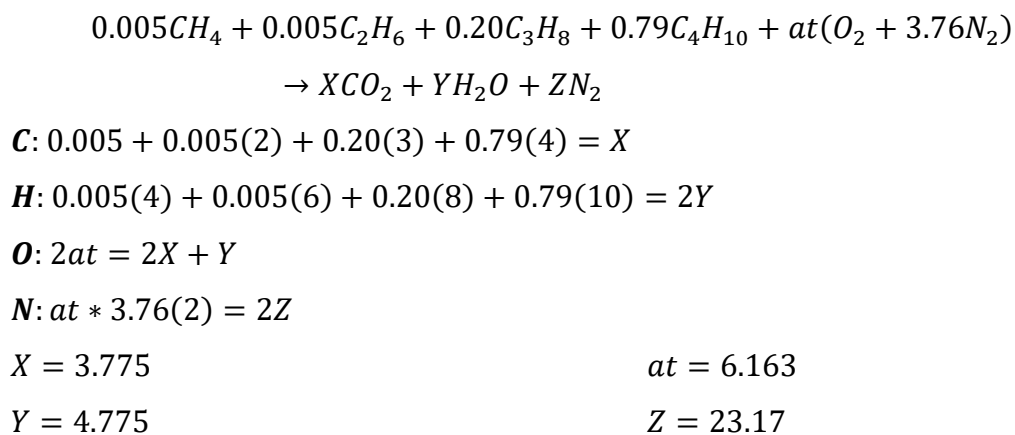 0.005CH₄ + 0.005C₂H₆ + 0.20C₃H₈ + 0.79C₄H₁₀ + at(O₂ + 3.76N₂)
→ XCO₂ + YH₂O + ZN₂
C: 0.005 + 0.005(2) + 0.20(3) + 0.79(4) = X
H: 0.005(4) + 0.005(6) + 0.20(8) + 0.79(10) = 2Y
O: 2at = 2X + Y
N: at * 3.76(2) = 2Z
X = 3.775 at = 6.163
Y = 4.775 Z = 23.17